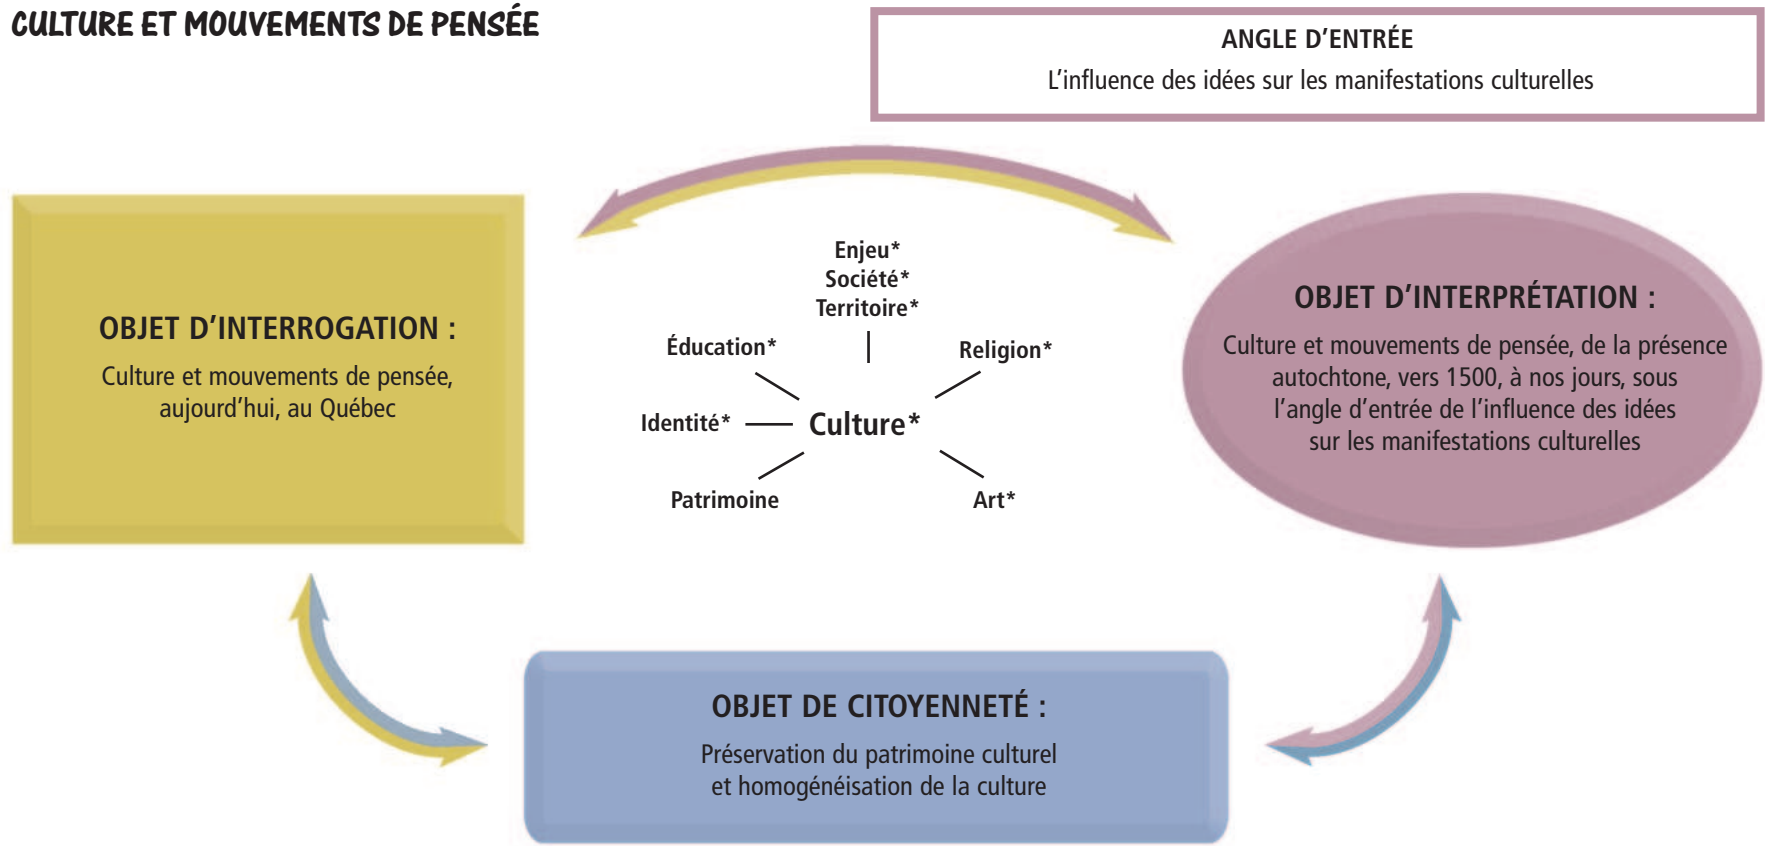 CULTURE ET MOUVEMENTS DE PENSÉE
ANGLE D'ENTRÉE
L'influence des idées sur les manifestations culturelles
OBJET D'INTERROGATION :
Culture et mouvements de pensée,
aujourd'hui, au Québec
Enjeu*
Société*
Territoire*
Éducation*
Religion*
Identité*
Culture*
Patrimoine
Art*
OBJET D'INTERPRÉTATION :
Culture et mouvements de pensée, de la présence
autochtone, vers 1500, à nos jours, sous
l'angle d'entrée de l'influence des idées
sur les manifestations culturelles
OBJET DE CITOYENNETÉ :
Préservation du patrimoine culturel
et homogénéisation de la culture